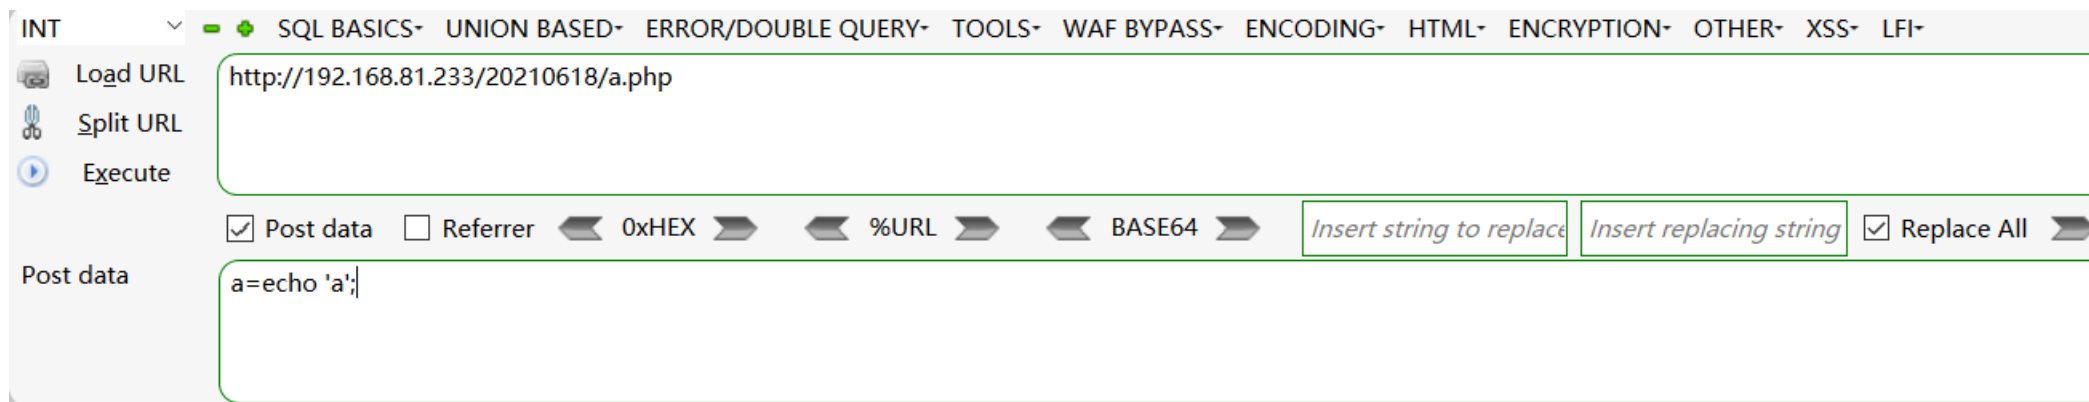 INT SQL BASICS UNION BASED ERROR/DOUBLE QUERY TOOLS WAF BYPASS ENCODING HTML ENCRYPTION OTHER XSS LFI
Load URL http://192.168.81.233/20210618/a.php
Split URL
Execute
Post data Referrer 0xHEX %URL BASE64 Insert string to replace Insert replacing string Replace All
Post data a=echo 'a';